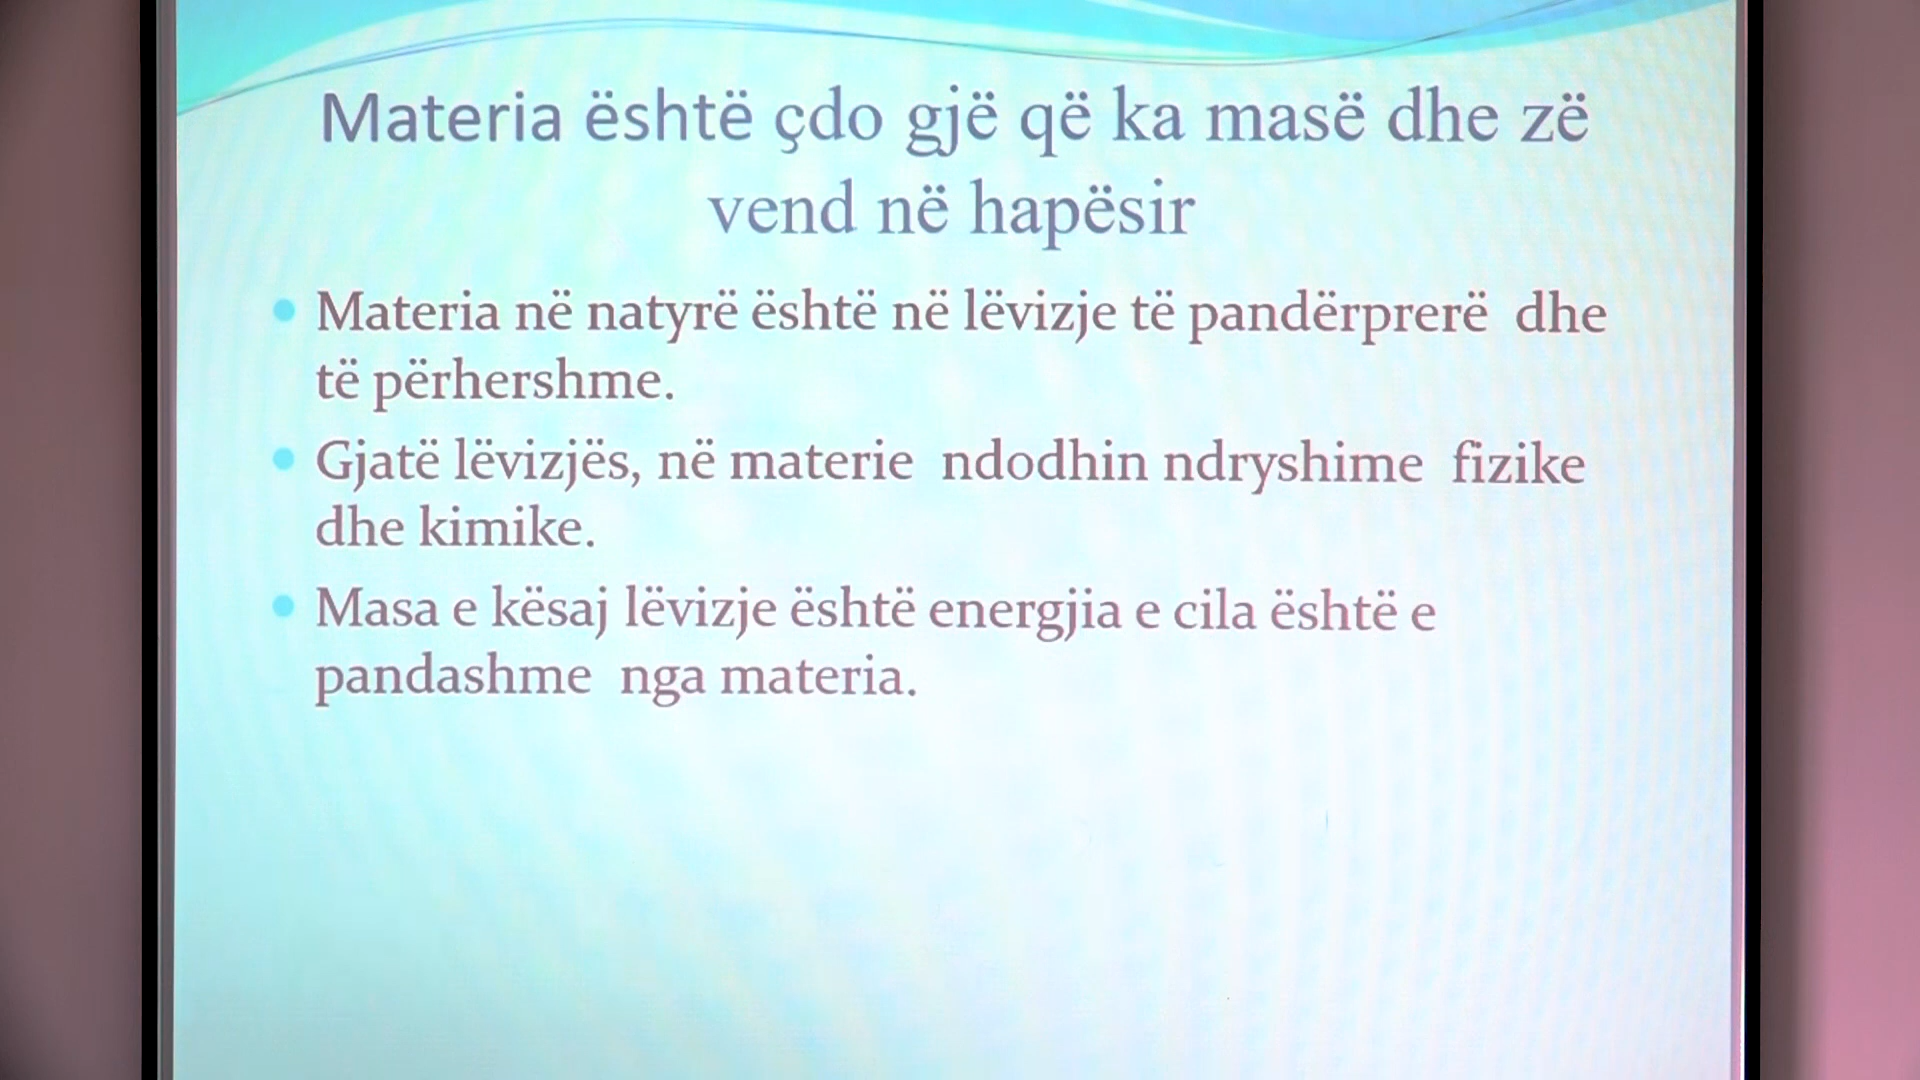 Materia është çdo gjë që ka masë dhe zë
vend në hapësir
Materia në natyrë është në lëvizje të pandërprerë dhe
të përhershme.
Gjatë lëvizjës, në materie ndodhin ndryshime fizike
dhe kimike.
Masa e kësaj lëvizje është energjia e cila është e
pandashme nga materia.